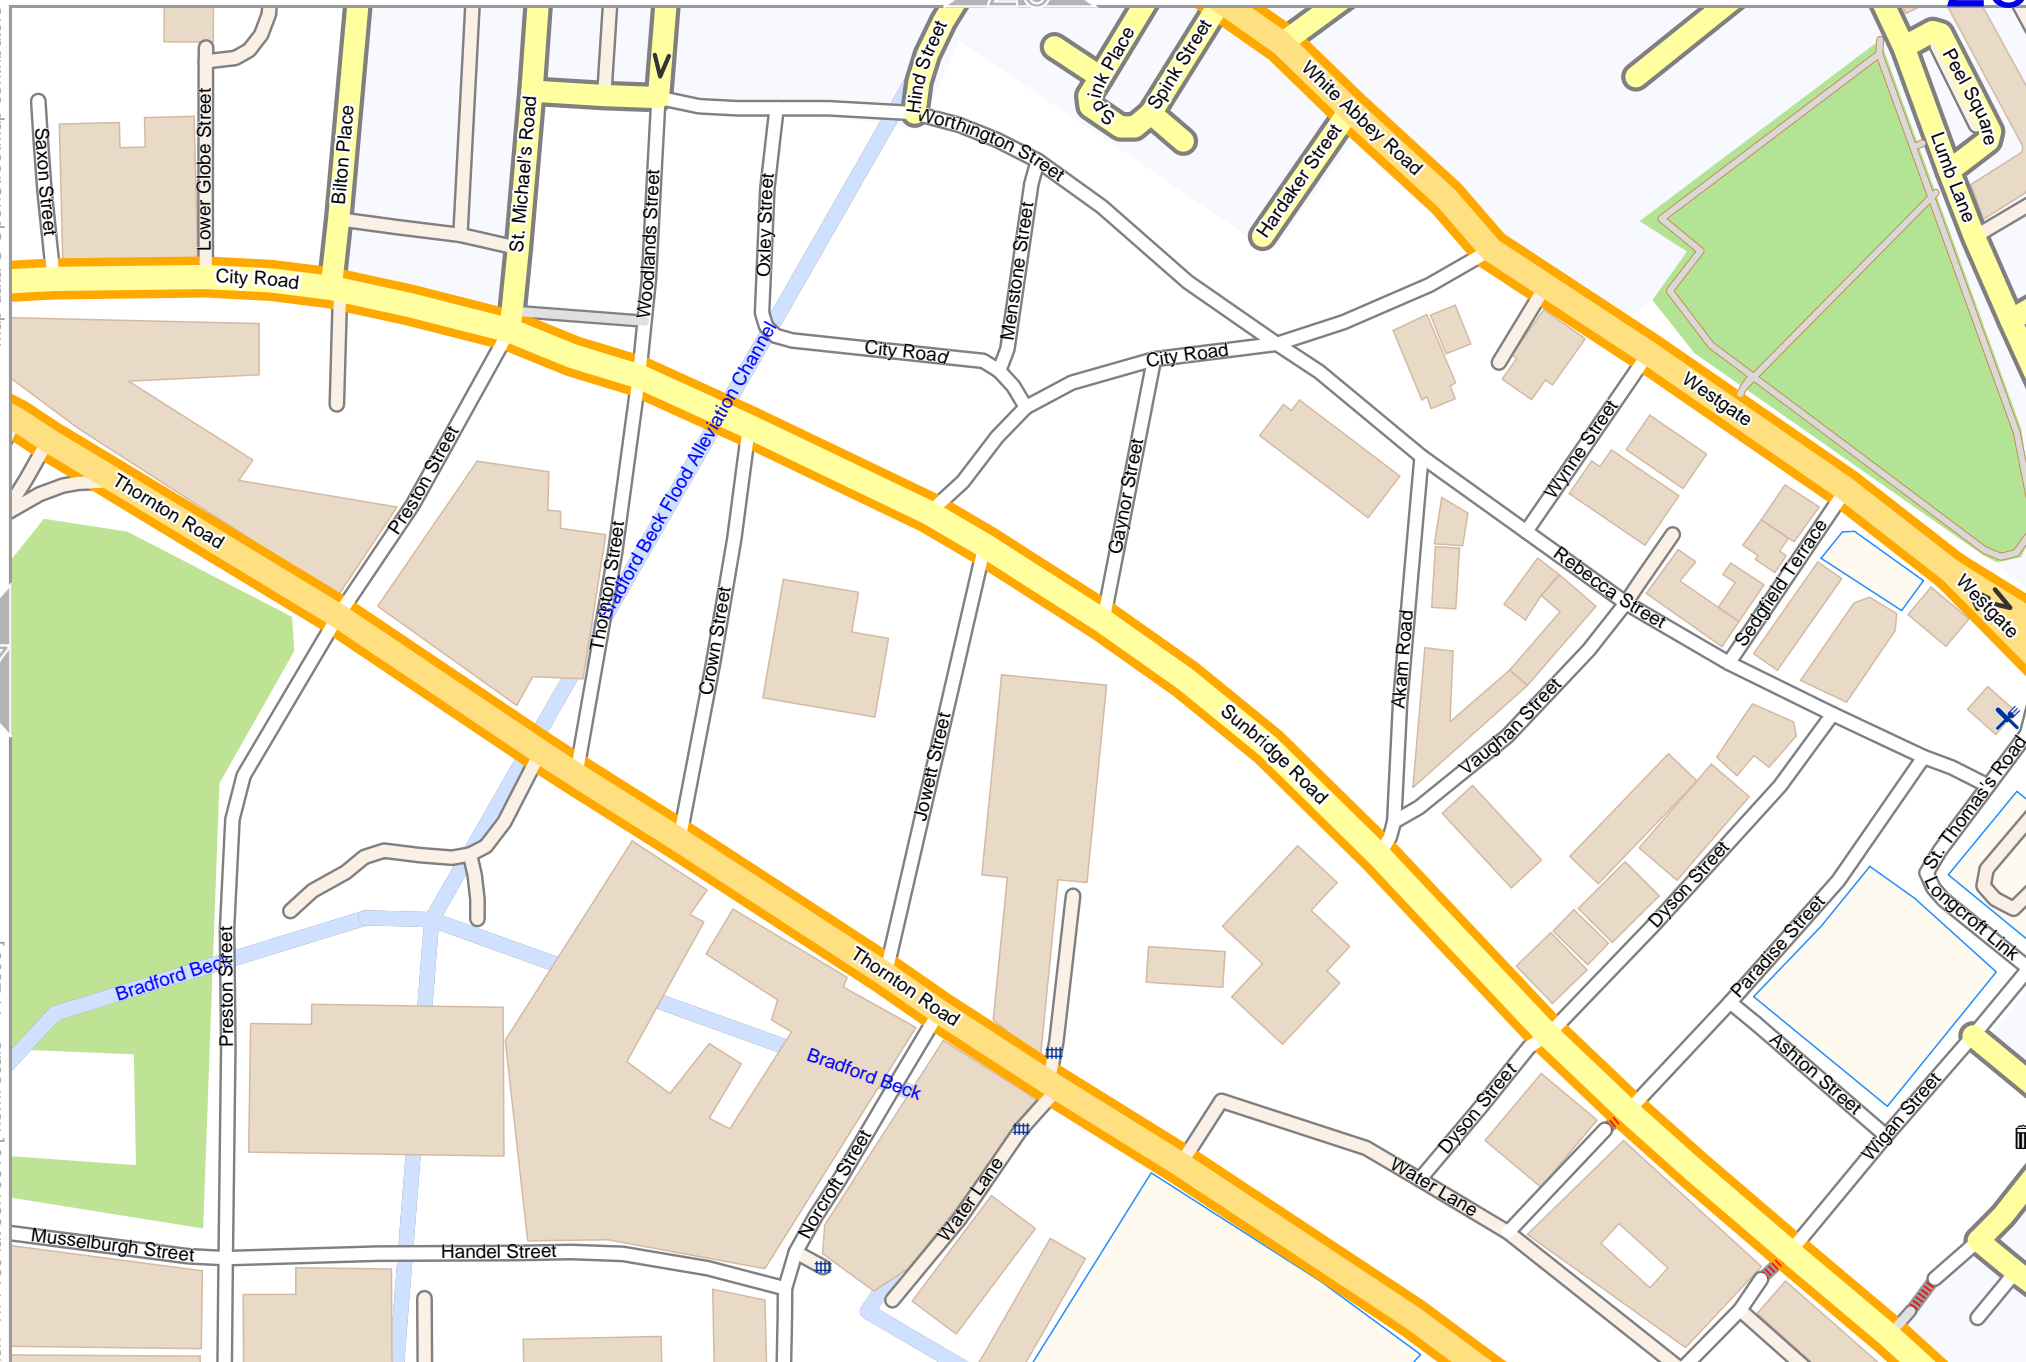 Hind Street
Spink Place
Spink Street
White Abbey Road
Peel Square
Lumb Lane
Saxon Street
Lower Globe Street
Bilton Place
St. Michael's Road
Woodlands Street
Oxley Street
Worthington Street
Menstone Street
Hardaker Street
City Road
City Road
City Road
Westgate
Wynne Street
Preston Street
Thornton Road
Thornton Street
Bradford Beck Flood Alleviation Channel
Crown Street
Gaynor Street
Akam Road
Rebecca Street
Sedgfield Terrace
Westgate
Vaughan Street
Sunbridge Road
Jowett Street
St. Thomas's Road
Longcroft Link
Dyson Street
Paradise Street
Bradford Beck
Preston Street
Thornton Road
Bradford Beck
Ashton Street
Wigan Street
Dyson Street
Water Lane
Norcroft Street
Water Lane
Musselburgh Street
Handel Street